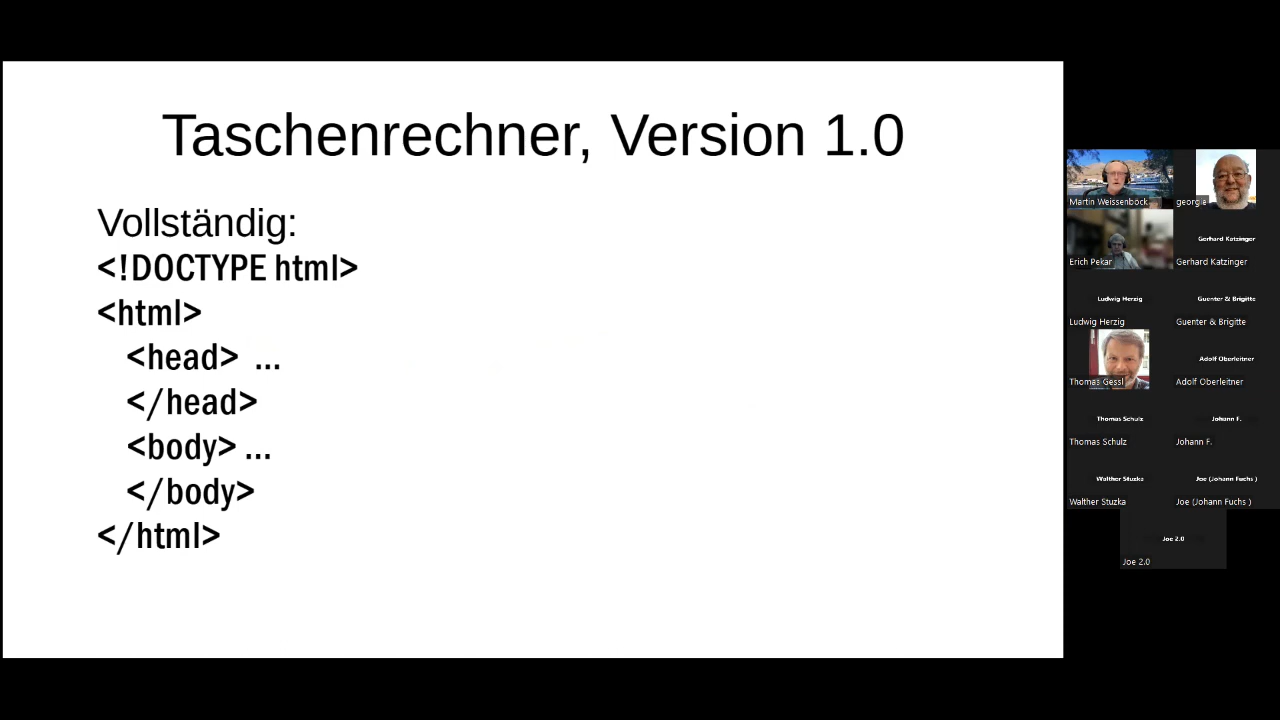 Taschenrechner, Version 1.0
Vollständig:
<!DOCTYPE html>
<html>
<head> ...
</head>
<body> ...
</body>
</html>
Martin Weissenböck
georgie
Erich Pekar
Gerhard Katzinger
Gerhard Katzinger
Ludwig Herzig
Ludwig Herzig
Guenter & Brigitte
Guenter & Brigitte
Thomas Gessl
Adolf Oberleitner
Adolf Oberleitner
Thomas Schulz
Thomas Schulz
Johann F.
Johann F.
Walther Stuzka
Walther Stuzka
Joe (Johann Fuchs )
Joe (Johann Fuchs )
Joe 2.0
Joe 2.0